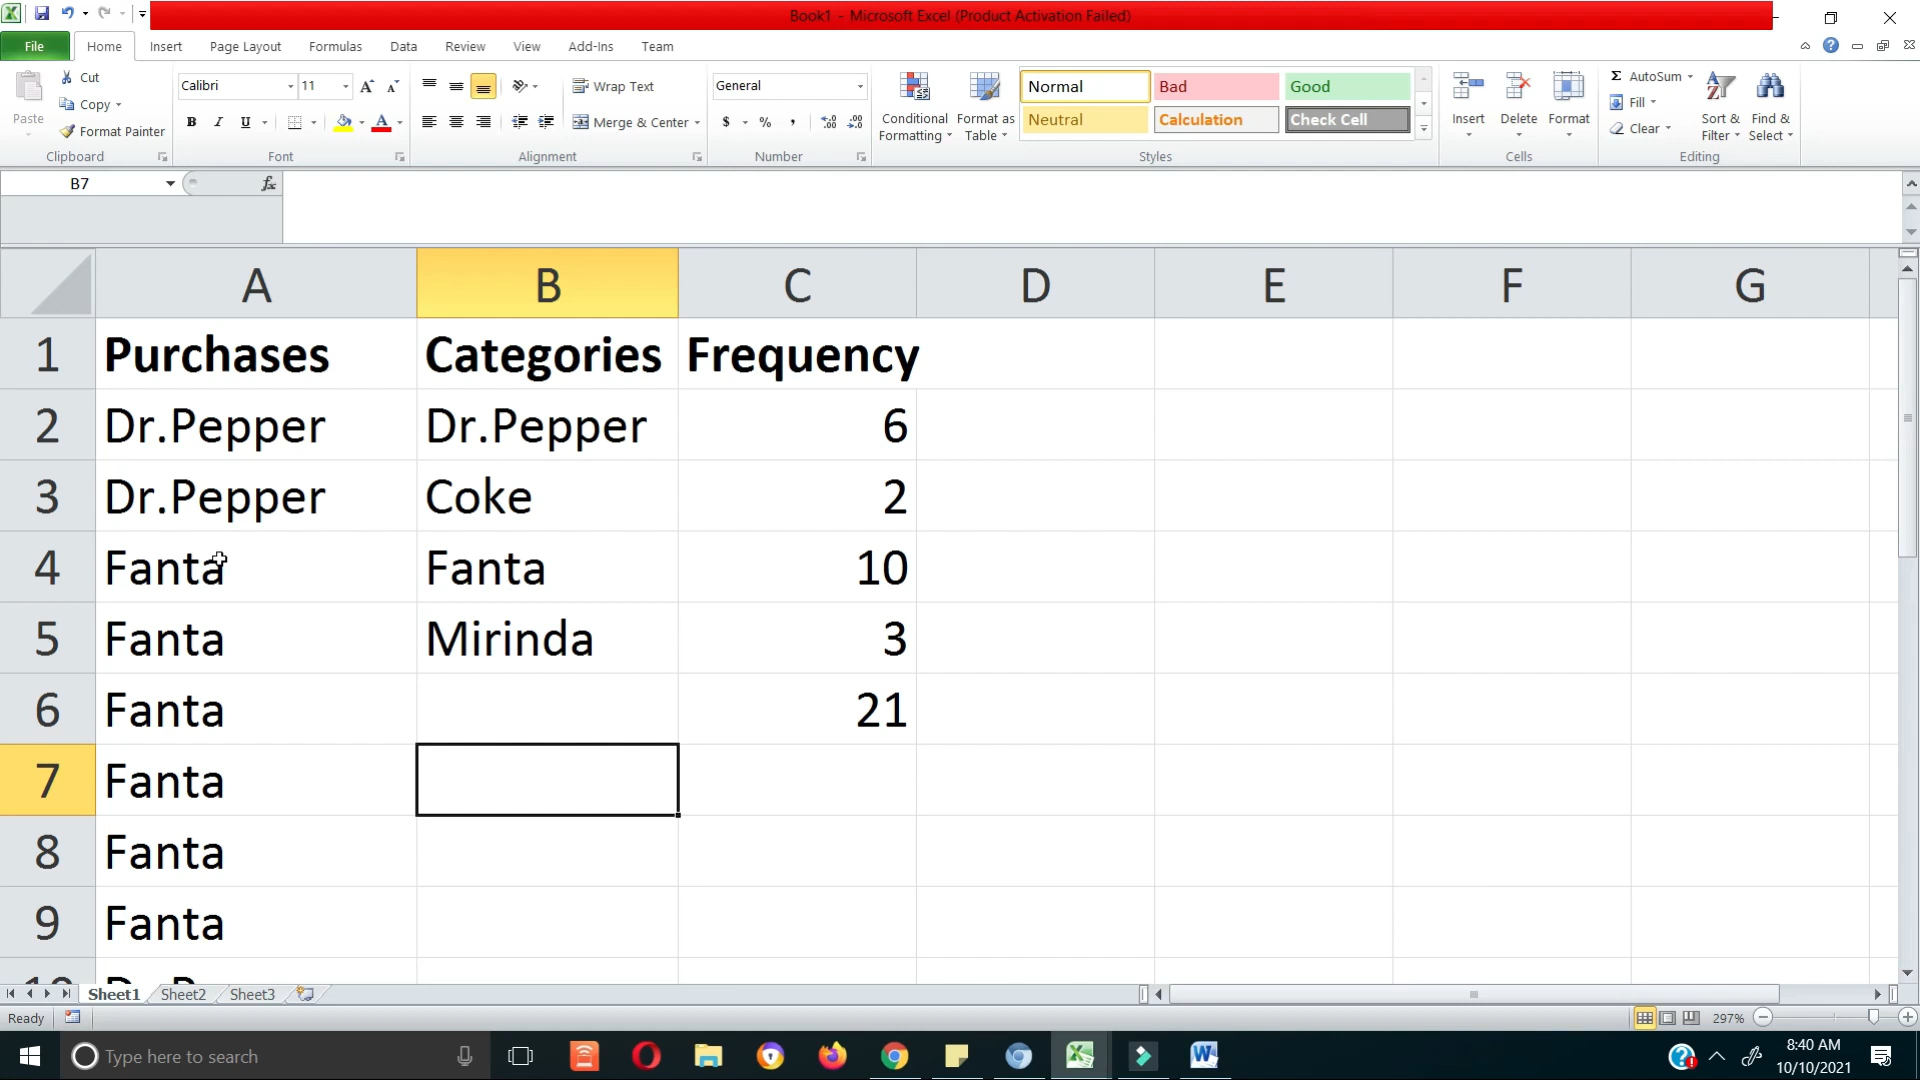 Book1 - Microsoft Excel (Product Activation Failed)
File Home Insert Page Layout Formulas Data Review View Add-Ins Team
Paste
Cut
Copy
Format Painter
Clipboard
Calibri 11
B I U
Font
Wrap Text
Merge & Center
Alignment
General
$ % ,
Number
Conditional Formatting
Format as Table
Normal Bad Good
Neutral Calculation Check Cell
Styles
Insert Delete Format
Cells
Σ AutoSum
Fill
Clear
Sort & Filter
Find & Select
Editing
B7 fx
A B C D E F G
1 Purchases Categories Frequency
2 Dr.Pepper Dr.Pepper 6
3 Dr.Pepper Coke 2
4 Fanta Fanta 10
5 Fanta Mirinda 3
6 Fanta 21
7 Fanta
8 Fanta
9 Fanta
Sheet1 Sheet2 Sheet3
Ready 297%
Type here to search
8:40 AM
10/10/2021